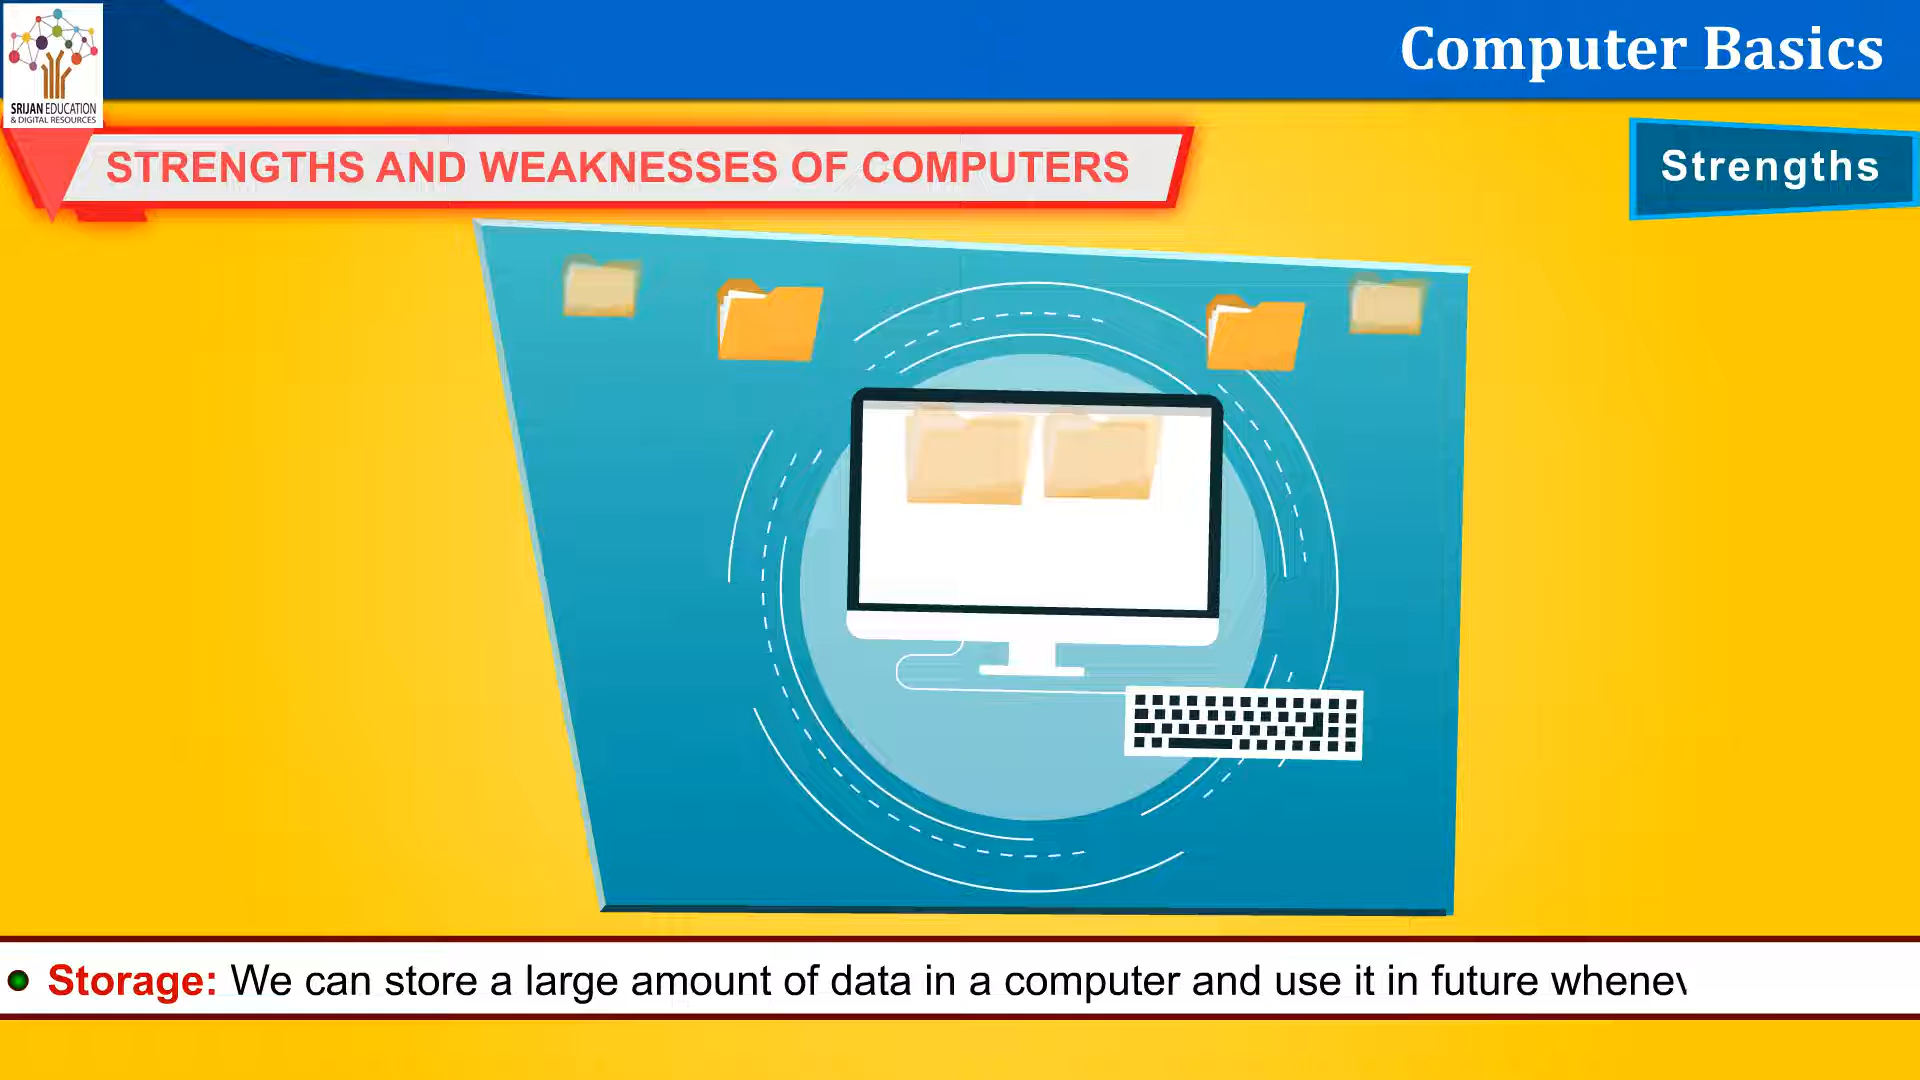 Computer Basics
SRIJAN EDUCATION
& DIGITAL RESOURCES
STRENGTHS AND WEAKNESSES OF COMPUTERS
Strengths
Storage: We can store a large amount of data in a computer and use it in future when